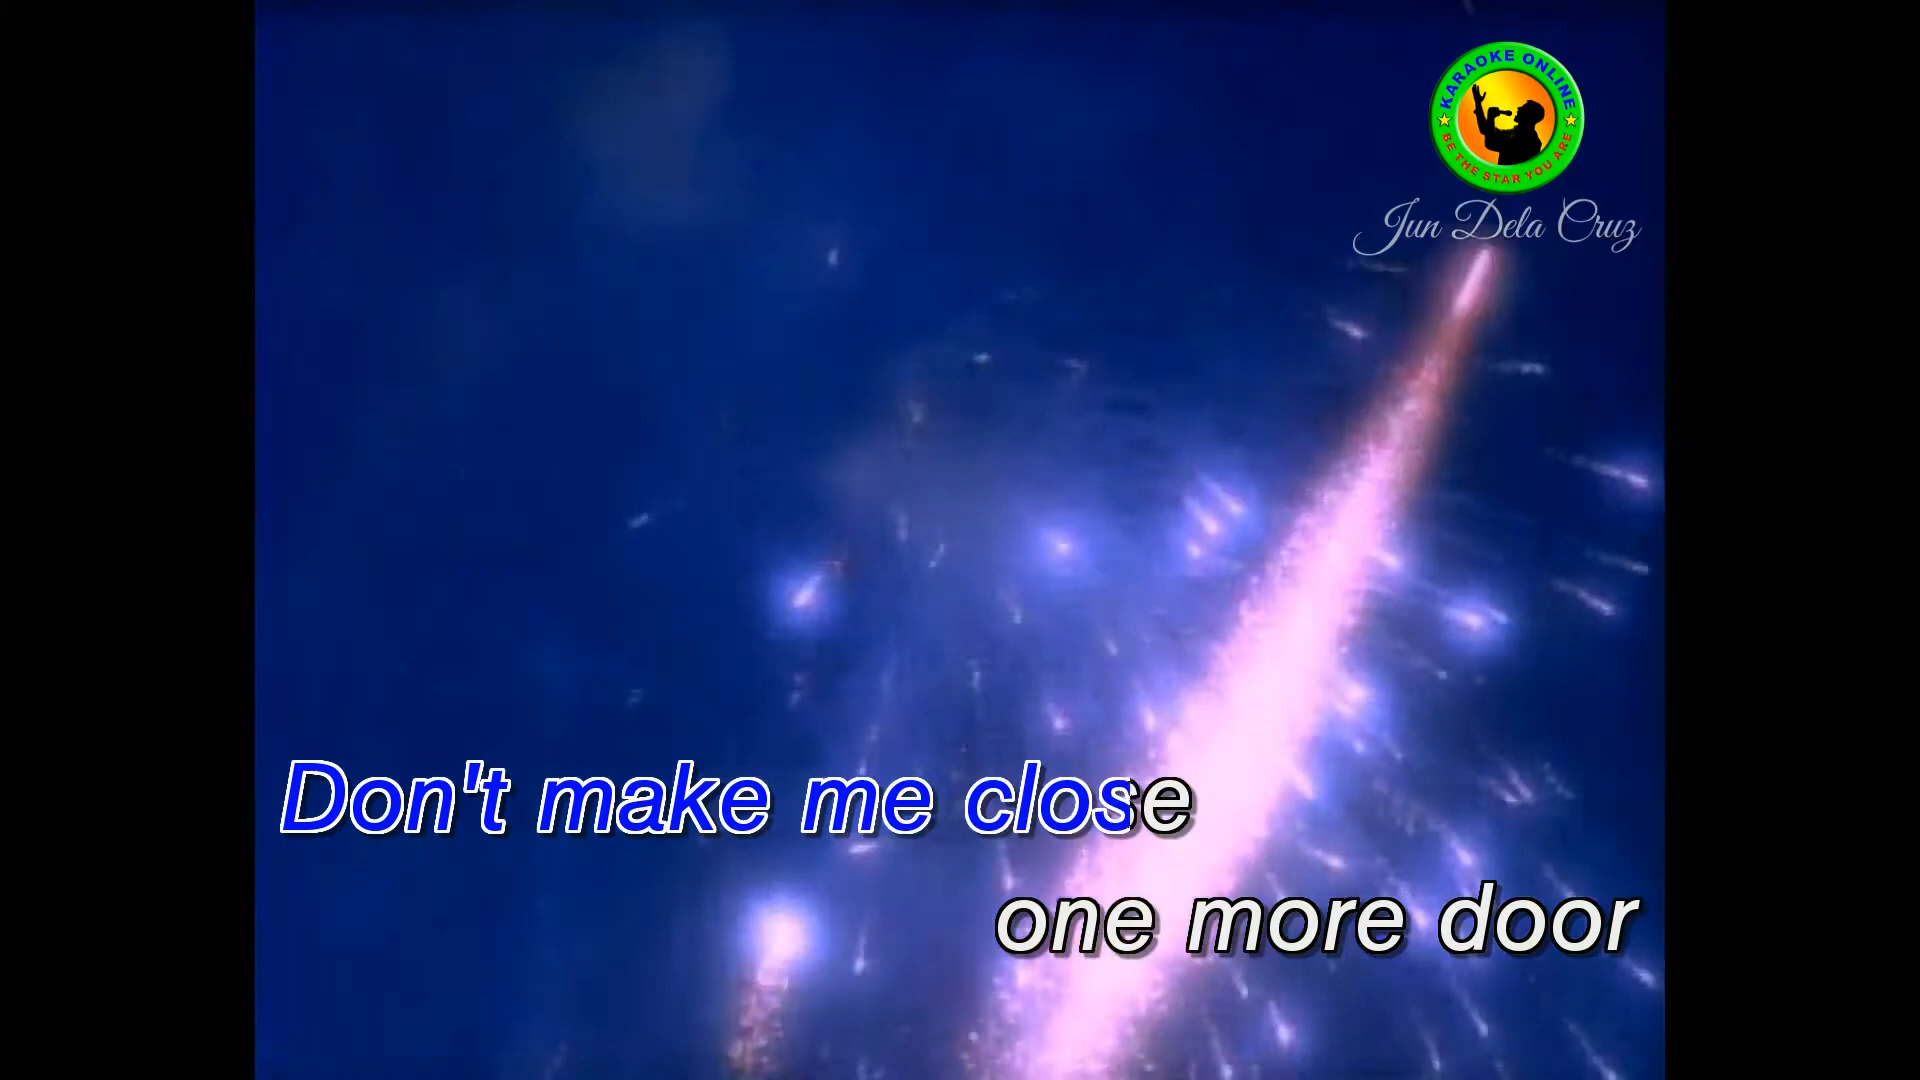 KARAOKE ONLINE
BE THE STAR YOU ARE
Jun Dela Cruz
Don't make me close
one more door